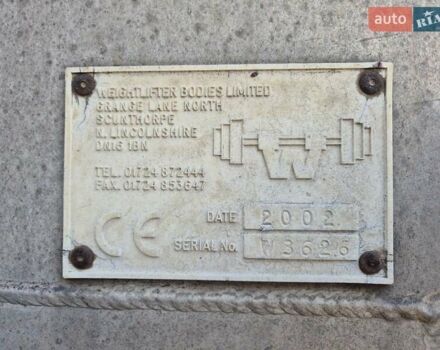 auto RIA
WEIGHTLIFTER BODIES LIMITED
GRANGE LANE NORTH
SCUNTHORPE
N. LINCOLNSHIRE
DN16 1BN
W
TEL. 01724 872444
FAX. 01724 853647
CE
DATE 2002
SERIAL No. W3626